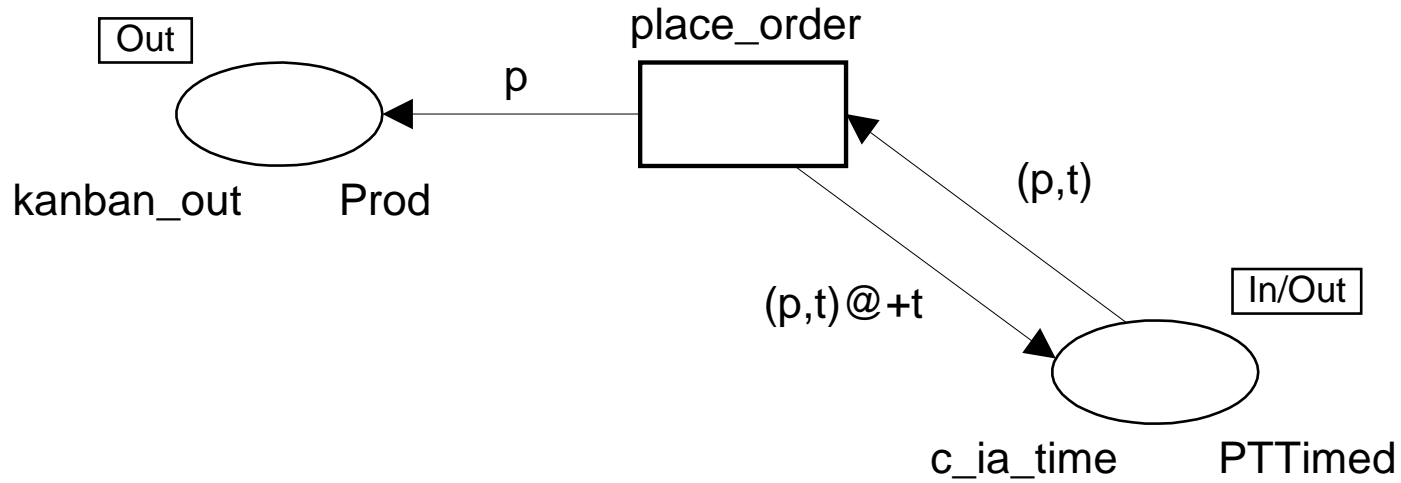 place_order
Out
p
kanban_out
Prod
(p,t)
(p,t)@+t
In/Out
c_ia_time
PTTimed